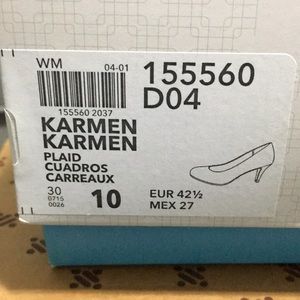 WM 04-01
155560
D04
155560 2037
KARMEN
KARMEN
PLAID
CUADROS
CARREAUX
30
0715
0026
10
EUR 42½
MEX 27